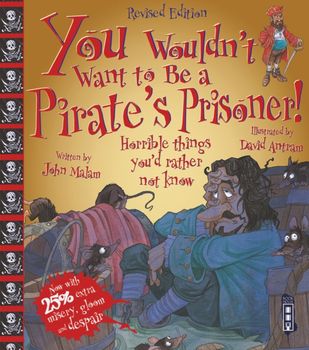 Revised Edition
You Wouldn't
Want to Be a
Pirate's Prisoner!
Horrible things
you'd rather
not know
Written by
John Malam
Illustrated by
David Antram
Now with
25% extra
misery, gloom
and despair